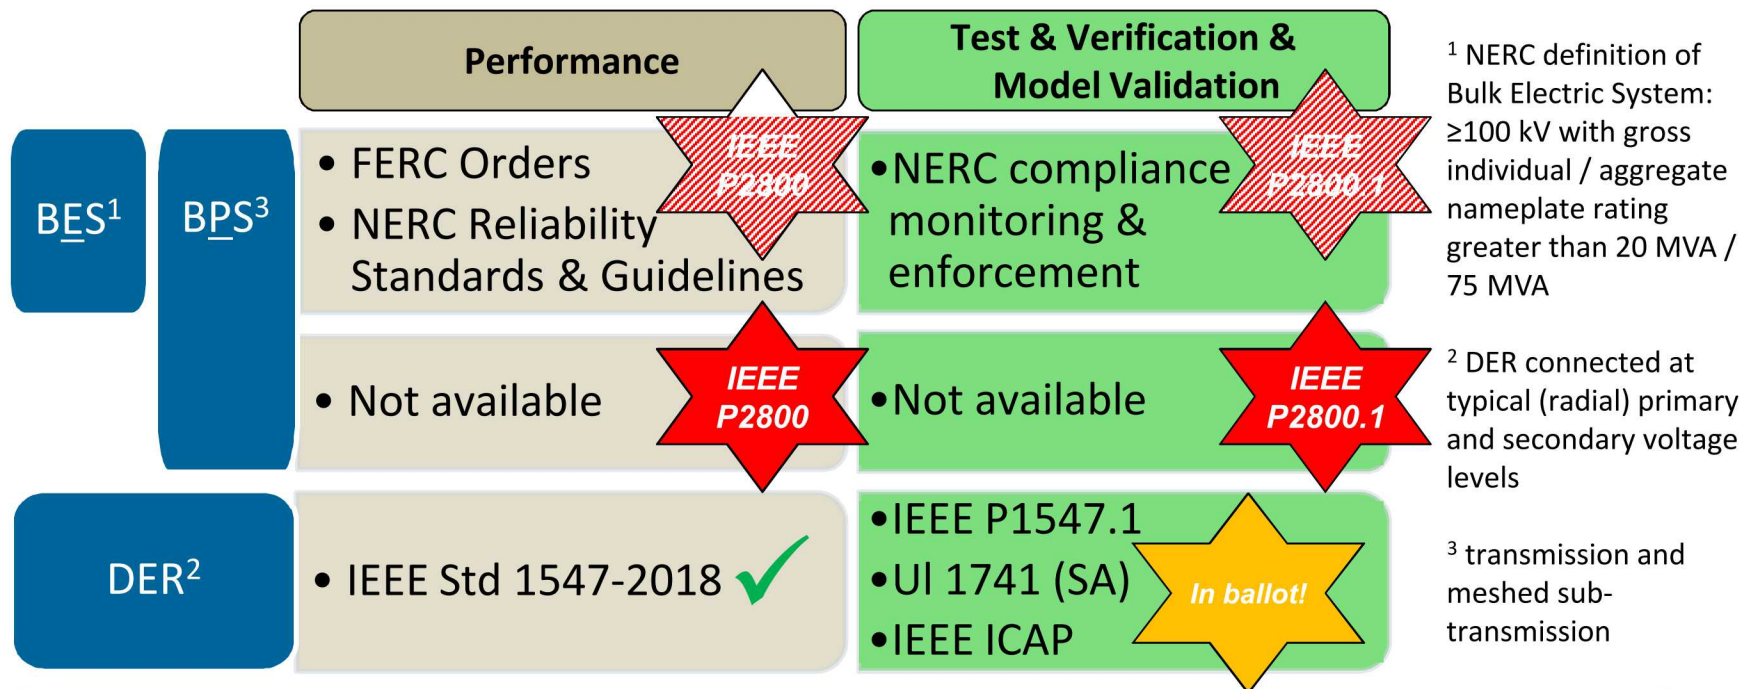 Performance
Test & Verification &
Model Validation
BES¹
BPS³
• FERC Orders
• NERC Reliability
Standards & Guidelines
IEEE
P2800
•NERC compliance
monitoring &
enforcement
IEEE
P2800.1
• Not available
IEEE
P2800
•Not available
IEEE
P2800.1
DER²
• IEEE Std 1547-2018
•IEEE P1547.1
•Ul 1741 (SA)
•IEEE ICAP
In ballot!
¹ NERC definition of
Bulk Electric System:
≥100 kV with gross
individual / aggregate
nameplate rating
greater than 20 MVA /
75 MVA
² DER connected at
typical (radial) primary
and secondary voltage
levels
³ transmission and
meshed sub-
transmission